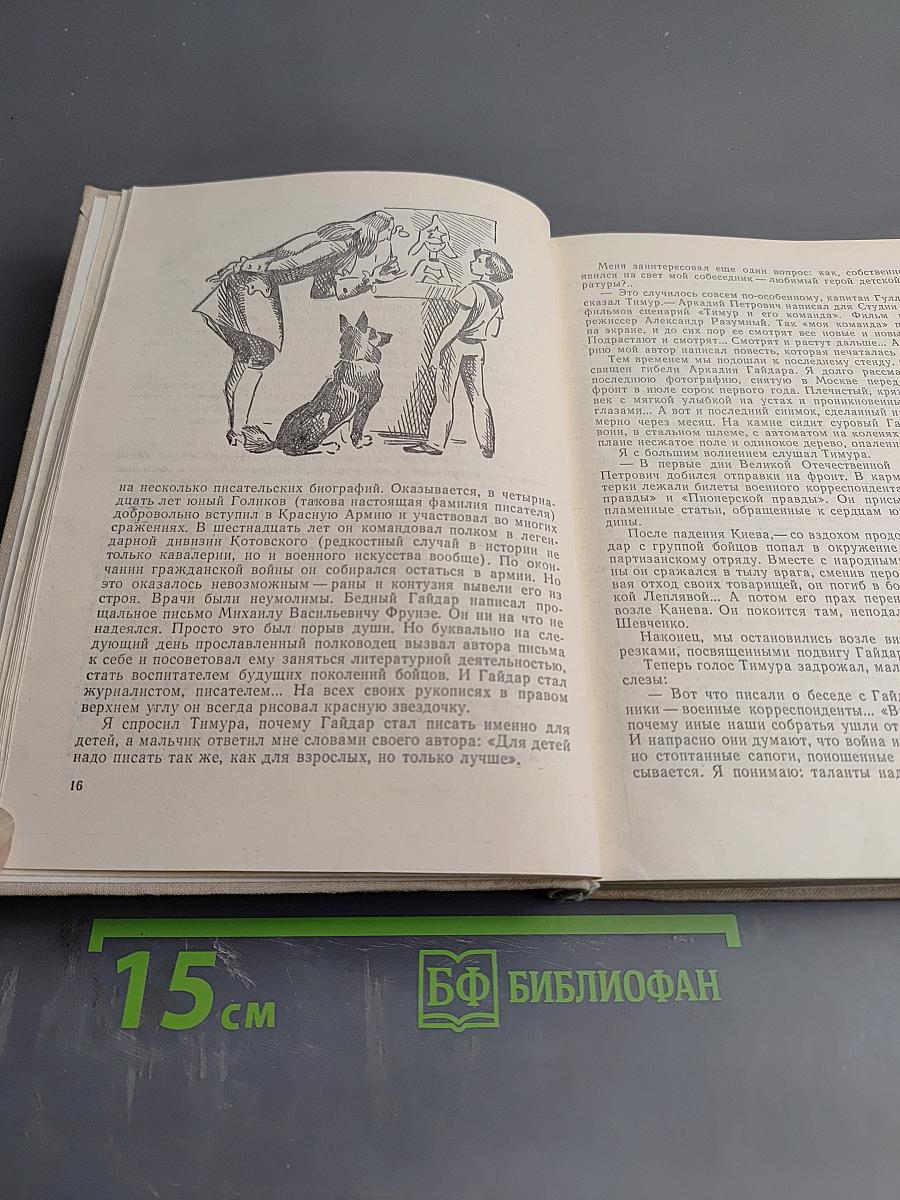 на несколько писательских биографий. Оказывается, в четырна-
дцать лет юный Голиков (такова настоящая фамилия писателя)
добровольно вступил в Красную Армию и участвовал во многих
сражениях. В шестнадцать лет он командовал полком в леген-
дарной дивизии Котовского (редкостный случай в истории не
только кавалерии, но и военного искусства вообще). По окон-
чании гражданской войны он собирался остаться в армии. Но
это оказалось невозможным — раны и контузия вывели его из
строя. Врачи были неумолимы. Бедный Гайдар написал про-
щальное письмо Михаилу Васильевичу Фрунзе. Он ни на что не
надеялся. Просто это был порыв души. Но буквально на сле-
дующий день прославленный полководец вызвал автора письма
к себе и посоветовал ему заняться литературной деятельностью,
стать воспитателем будущих поколений бойцов. И Гайдар стал
журналистом, писателем... На всех своих рукописях в правом
верхнем углу он всегда рисовал красную звездочку.
Я спросил Тимура, почему Гайдар стал писать именно для
детей, а мальчик ответил мне словами своего автора: «Для детей
надо писать так же, как для взрослых, но только лучше».
16
Меня заинтересовал еще один вопрос: как, собственно
явился на свет мой собеседник — любимый герой детской
ратуры?..
— Это случилось совсем по-особенному, капитан Гулл
сказал Тимур.— Аркадий Петрович написал для Студии
фильмов сценарий «Тимур и его команда». Фильм
режиссер Александр Разумный. Так «моя команда» п
на экране, и до сих пор ее смотрят все новые и новы
Подрастают и смотрят... Смотрят и растут дальше.. А
рию мой автор написал повесть, которая печаталась
Тем временем мы подошли к последнему стенду.
священ гибели Аркадия Гайдара. Я долго рассма
последнюю фотографию, снятую в Москве перед
фронт в июле сорок первого года. Плечистый, кряж
век с мягкой улыбкой на устах и проникновенны
глазами... А вот и последний снимок, сделанный на
мерно через месяц. На камне сидит суровый Га
воин, в стальном шлеме, с автоматом на коленях
плане несжатое поле и одинокое дерево, опаленн
Я с большим волнением слушал Тимура.
— В первые дни Великой Отечественной
Петрович добился отправки на фронт. В карм
терки лежали билеты военного корреспондента
правды» и «Пионерской правды». Он присы
пламенные статьи, обращенные к сердцам ю
дины.
После падения Киева,— со вздохом продо
дар с группой бойцов попал в окружение
партизанскому отряду. Вместе с народными
ны он сражался в тылу врага, сменив перо
ная отход своих товарищей, он погиб в бо
кой Леплявой... А потом его прах перен
возле Канева. Он покоится там, неподал
Шевченко.
Наконец, мы остановились возле ви
резками, посвященными подвигу Гайдар
Теперь голос Тимура задрожал, мал
слезы:
— Вот что писали о беседе с Гайд
ники — военные корреспонденты... «В
почему иные наши собратья ушли от
И напрасно они думают, что война и
но стоптанные сапоги, поношенные
сывается. Я понимаю: таланты над
15 см
БФ БИБЛИОФАН